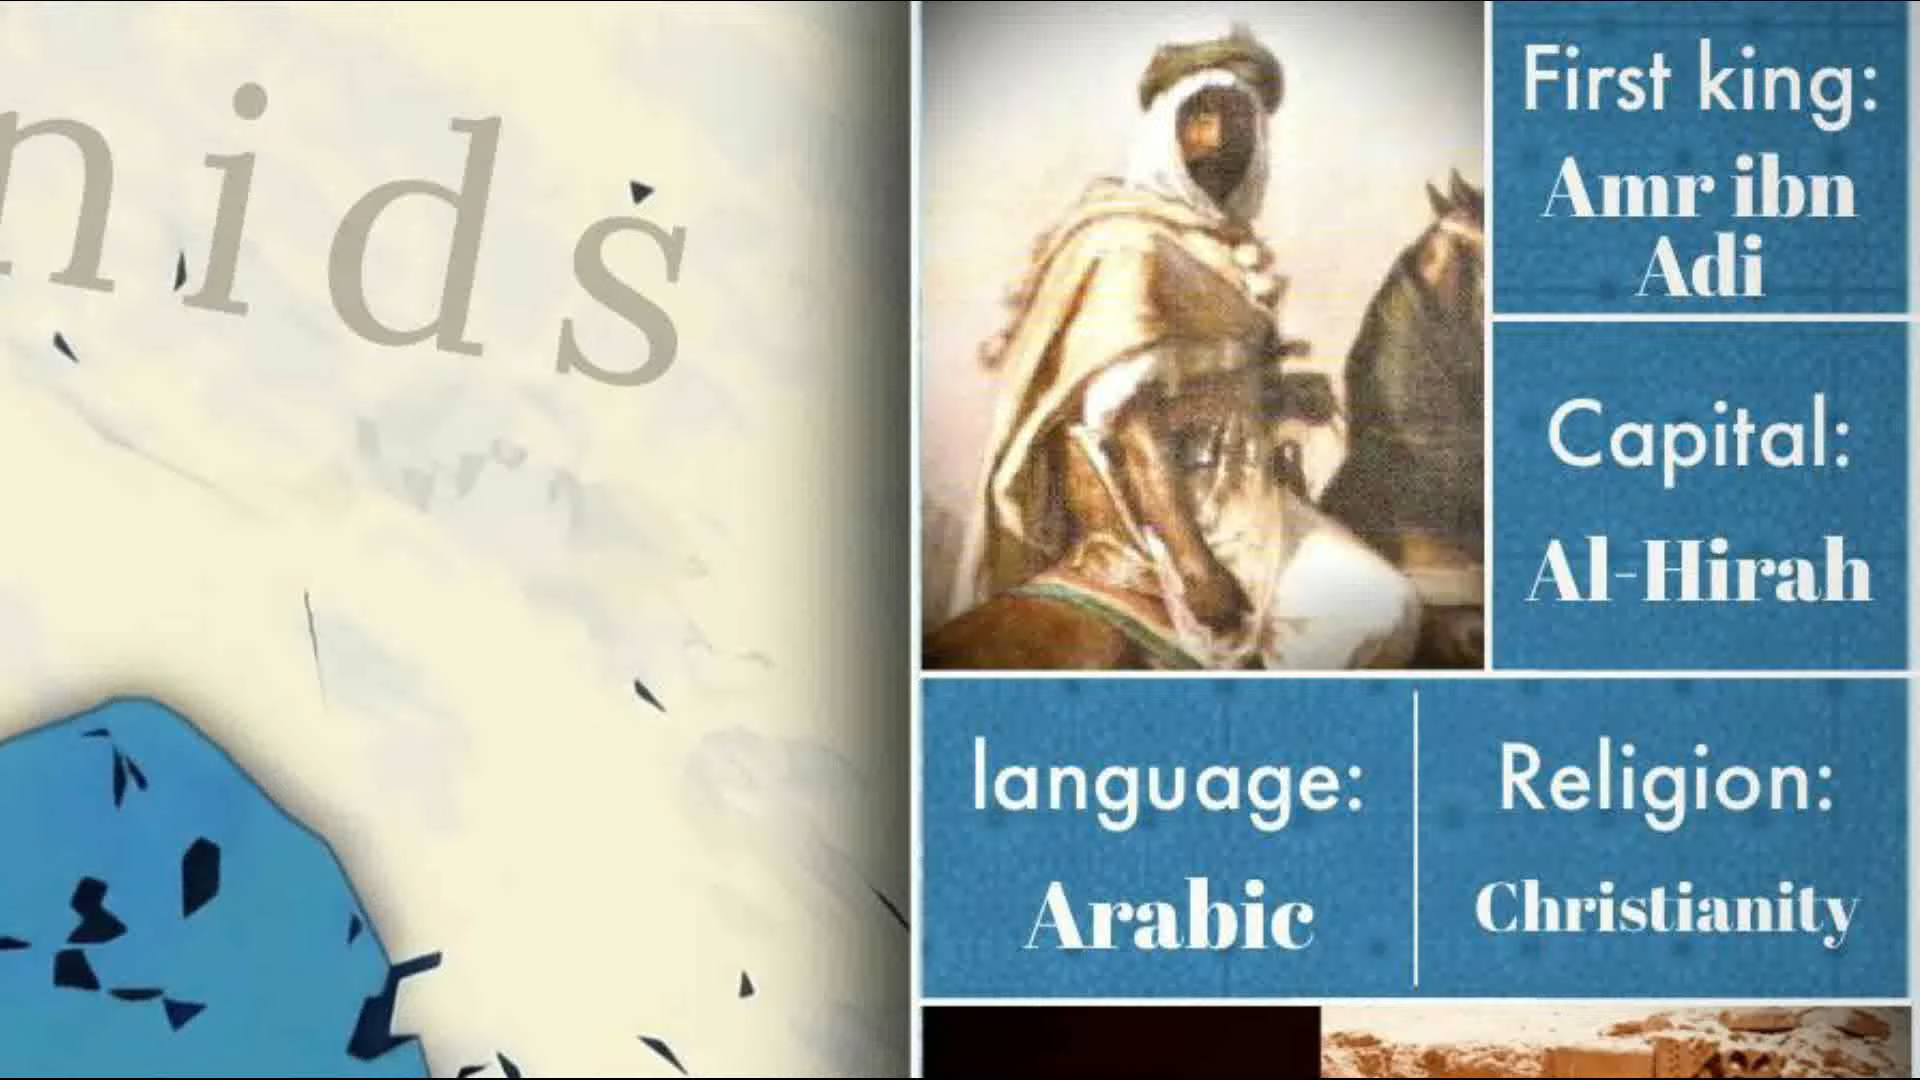 nids
First king:
Amr ibn
Adi
Capital:
Al-Hirah
language:
Arabic
Religion:
Christianity